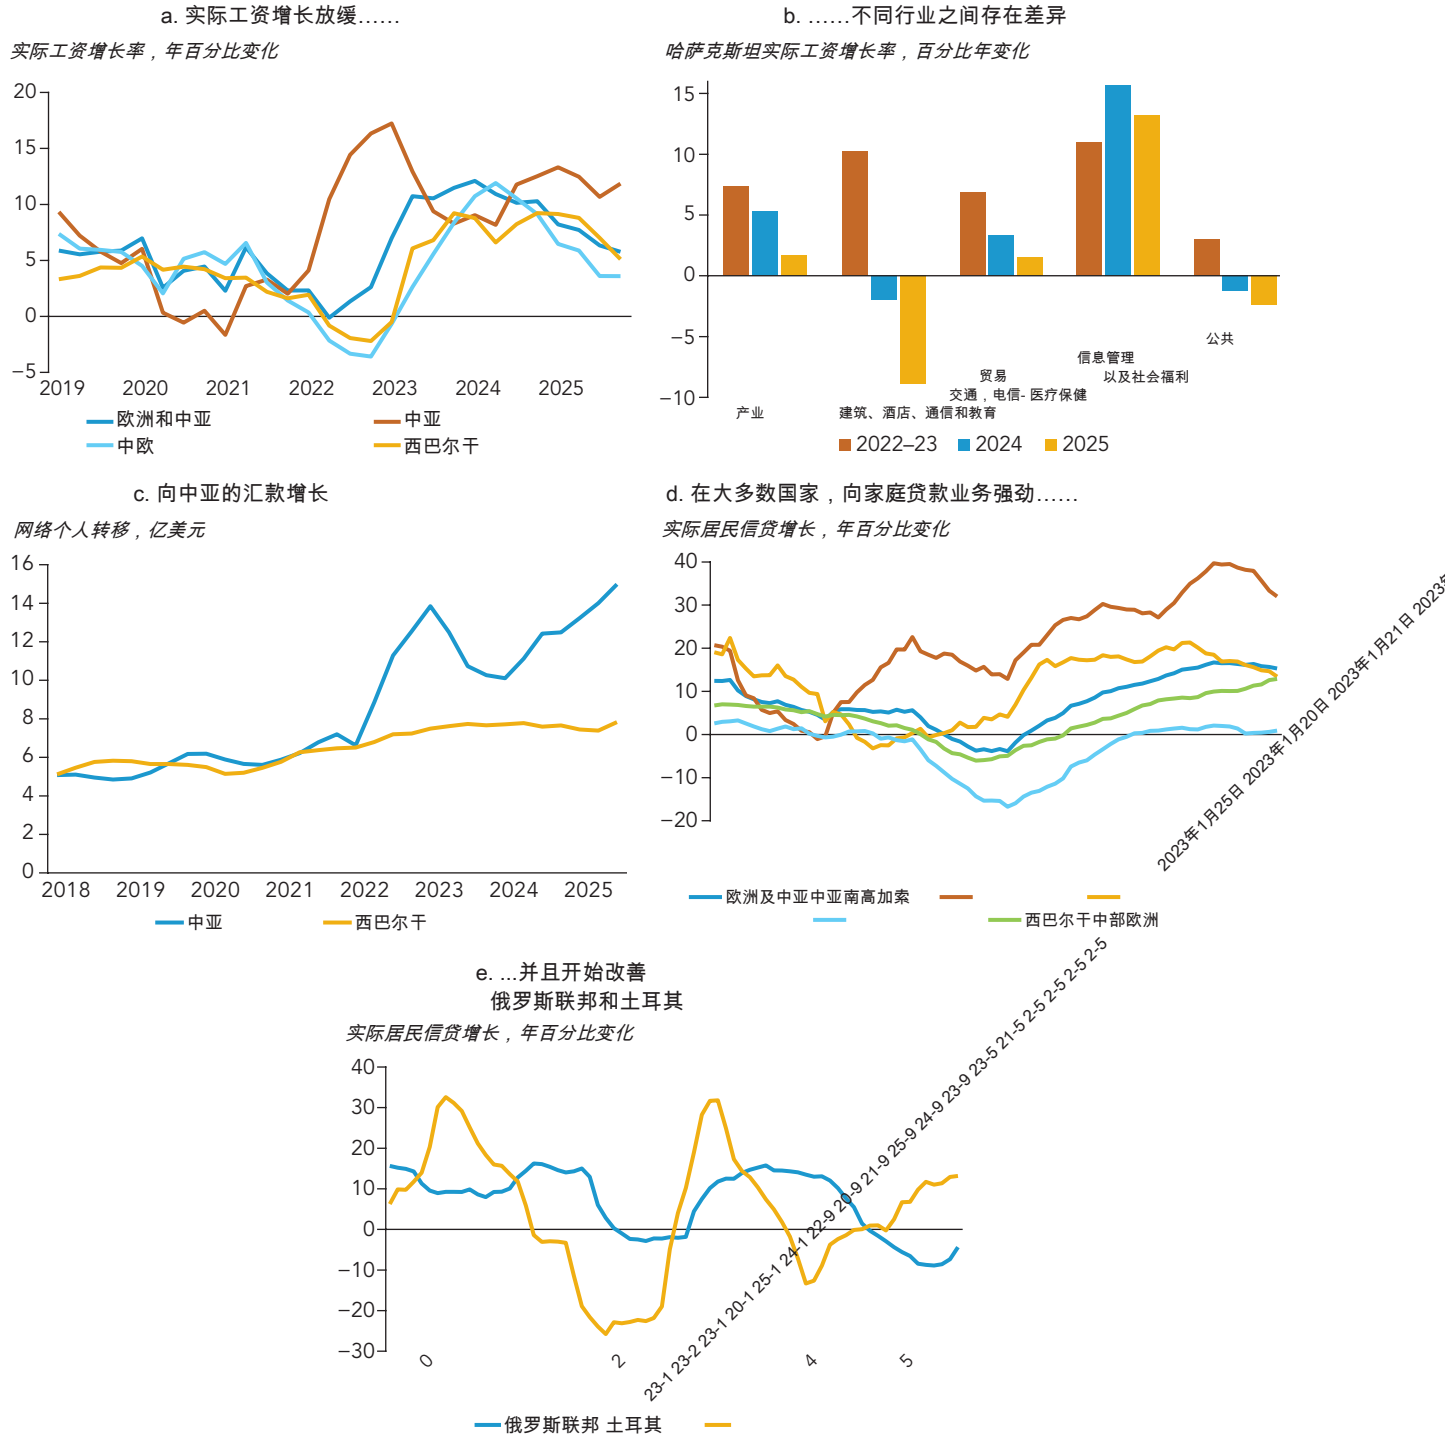 a. 实际工资增长放缓……
实际工资增长率，年百分比变化
20
15
10
5
0
−5
2019 2020 2021 2022 2023 2024 2025
欧洲和中亚 中亚
中欧 西巴尔干
b. ……不同行业之间存在差异
哈萨克斯坦实际工资增长率，百分比年变化
15
10
5
0
−5
−10
公共
信息管理
以及社会福利
贸易
交通，电信- 医疗保健
产业 建筑、酒店、通信和教育
2022–23 2024 2025
c. 向中亚的汇款增长
网络个人转移，亿美元
16
14
12
10
8
6
4
2
0
2018 2019 2020 2021 2022 2023 2024 2025
中亚 西巴尔干
d. 在大多数国家，向家庭贷款业务强劲……
实际居民信贷增长，年百分比变化
40
30
20
10
0
−10
−20
2023年1月25日 2023年1月20日 2023年1月21日 2023年
欧洲及中亚中亚南高加索
西巴尔干中部欧洲
e. ...并且开始改善
俄罗斯联邦和土耳其
实际居民信贷增长，年百分比变化
40
30
20
10
0
−10
−20
−30
0 2 4 5
23-1 23-2 23-1 20-1 25-1 24-1 22-9 20-9 21-9 25-9 24-9 23-9 23-5 21-5 2-5 2-5 2-5 2-5
俄罗斯联邦 土耳其